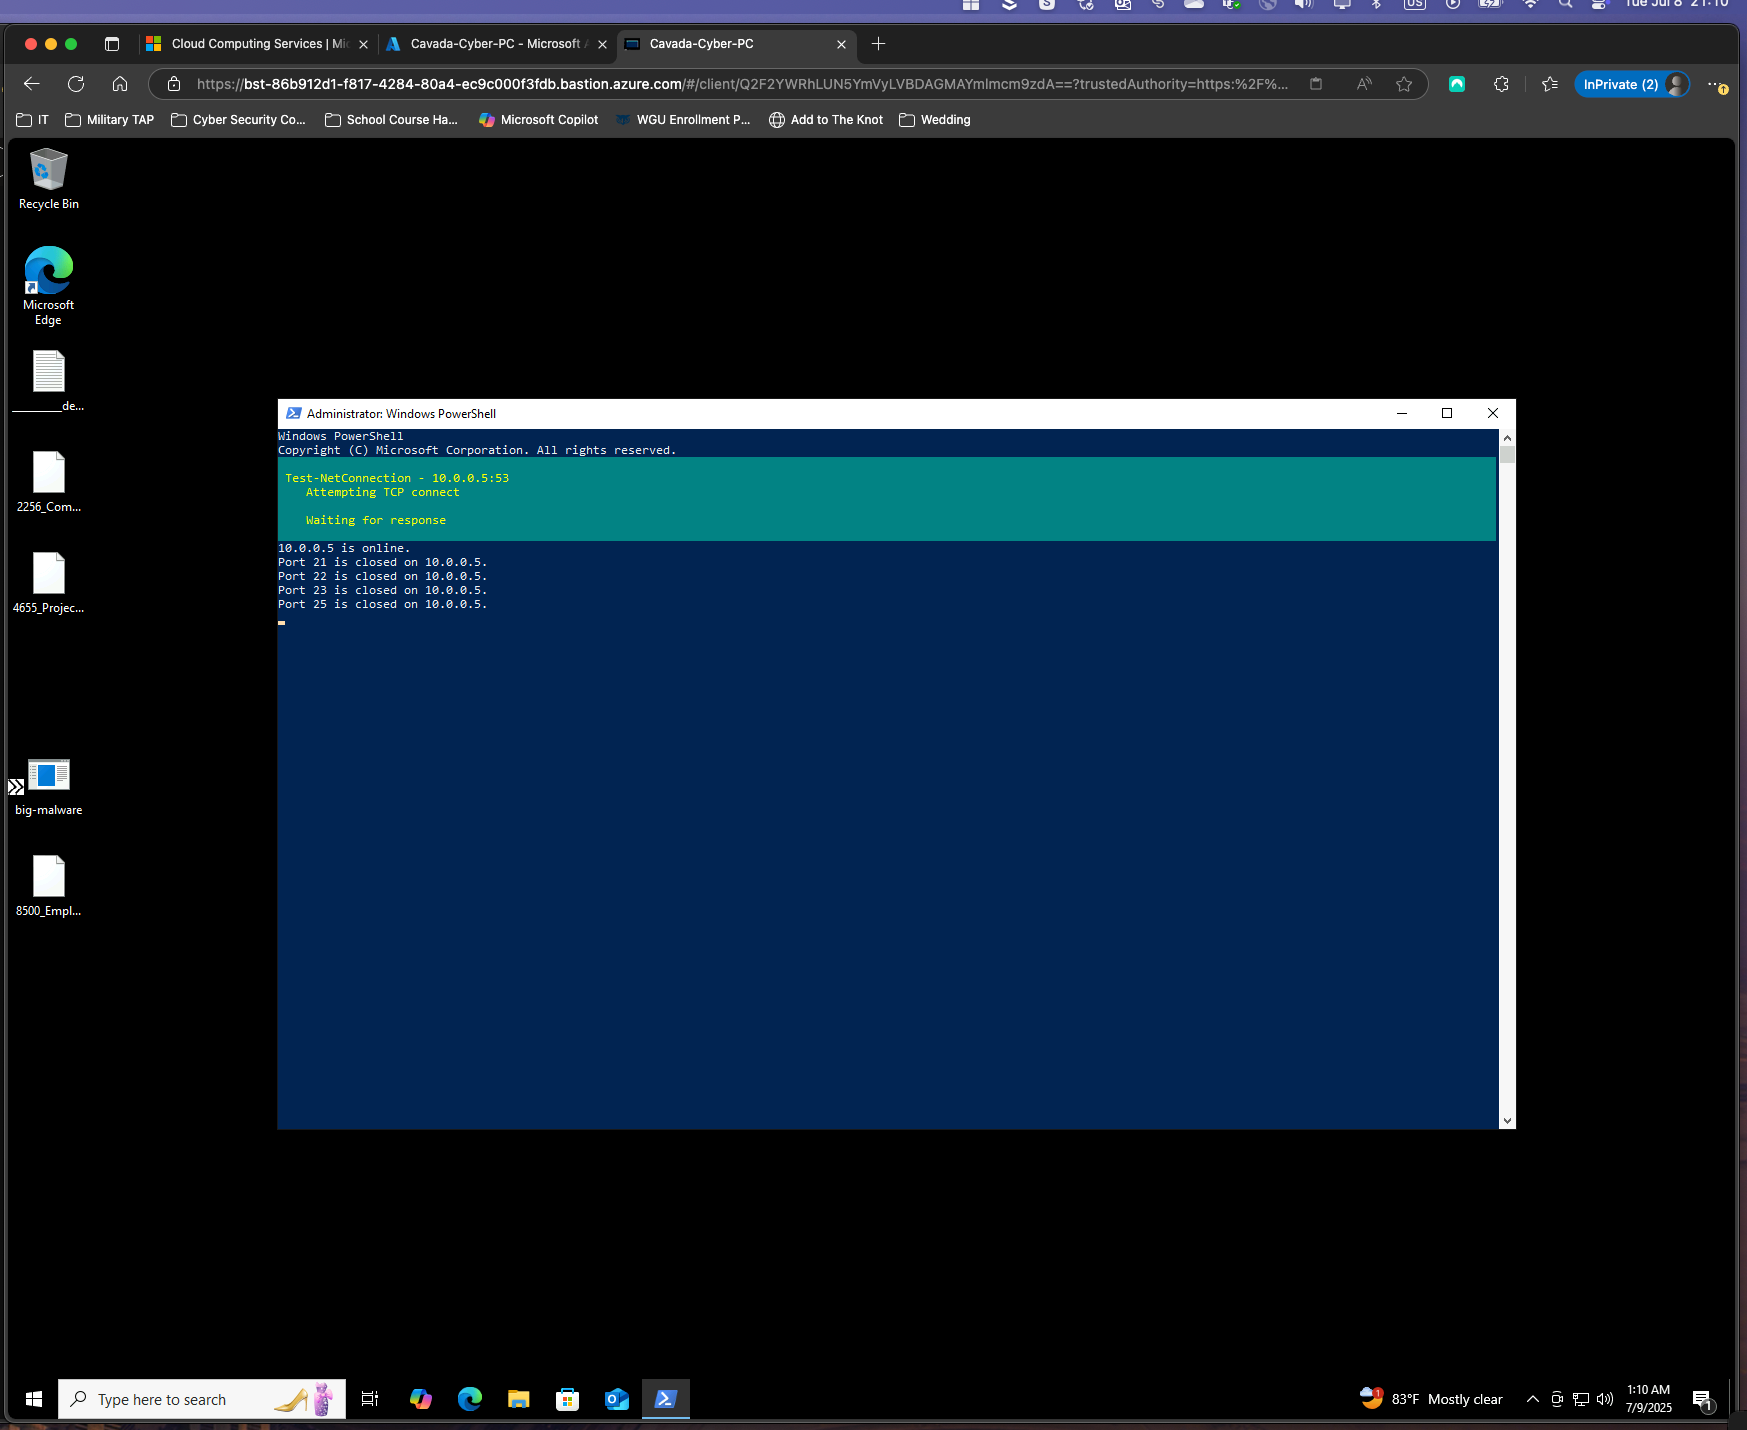 Cloud Computing Services | Mic
Cavada-Cyber-PC - Microsoft A
Cavada-Cyber-PC
https://bst-86b912d1-f817-4284-80a4-ec9c000f3fdb.bastion.azure.com/#/client/Q2F2YWRhLUN5YmVyLVBDAGMAYmlmcm9zdA==?trustedAuthority=https:%2F%...
InPrivate (2)
IT
Military TAP
Cyber Security Co...
School Course Ha...
Microsoft Copilot
WGU Enrollment P...
Add to The Knot
Wedding
Recycle Bin
Microsoft
Edge
_________de...
2256_Com...
4655_Projec...
big-malware
8500_Empl...
Administrator: Windows PowerShell
Windows PowerShell
Copyright (C) Microsoft Corporation. All rights reserved.
Test-NetConnection - 10.0.0.5:53
Attempting TCP connect
Waiting for response
10.0.0.5 is online.
Port 21 is closed on 10.0.0.5.
Port 22 is closed on 10.0.0.5.
Port 23 is closed on 10.0.0.5.
Port 25 is closed on 10.0.0.5.
Type here to search
1
83°F Mostly clear
1:10 AM
7/9/2025
1